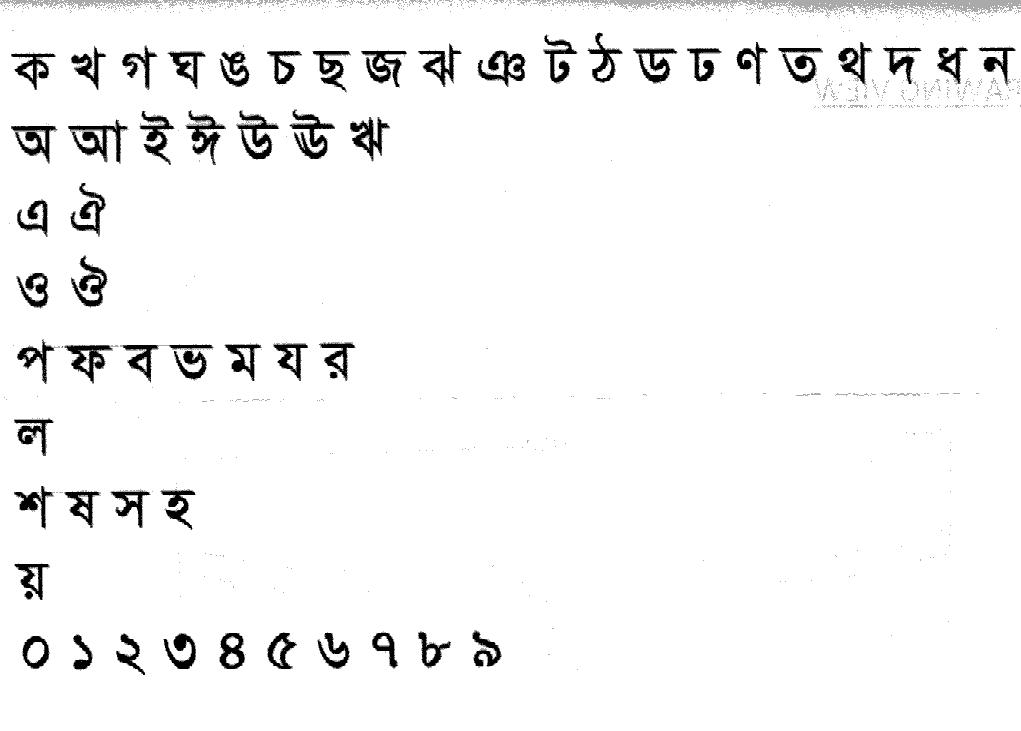 ক খ গ ঘ ঙ চ ছ জ ঝ ঞ ট ঠ ড ঢ ণ ত থ দ ধ ন
অ আ ই ঈ উ ঊ ঋ
এ ঐ
ও ঔ
প ফ ব ভ ম য র
ল
শ ষ স হ
য়
০ ১ ২ ৩ ৪ ৫ ৬ ৭ ৮ ৯